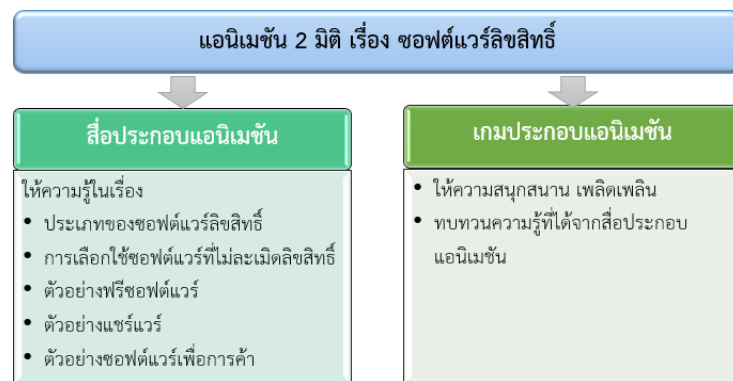 แอนิเมชัน 2 มิติ เรื่อง ซอฟต์แวร์ลิขสิทธิ์
สื่อประกอบแอนิเมชัน
ให้ความรู้ในเรื่อง
• ประเภทของซอฟต์แวร์ลิขสิทธิ์
• การเลือกใช้ซอฟต์แวร์ที่ไม่ละเมิดลิขสิทธิ์
• ตัวอย่างฟรีซอฟต์แวร์
• ตัวอย่างแชร์แวร์
• ตัวอย่างซอฟต์แวร์เพื่อการค้า
เกมประกอบแอนิเมชัน
• ให้ความสนุกสนาน เพลิดเพลิน
• ทบทวนความรู้ที่ได้จากสื่อประกอบ
แอนิเมชัน